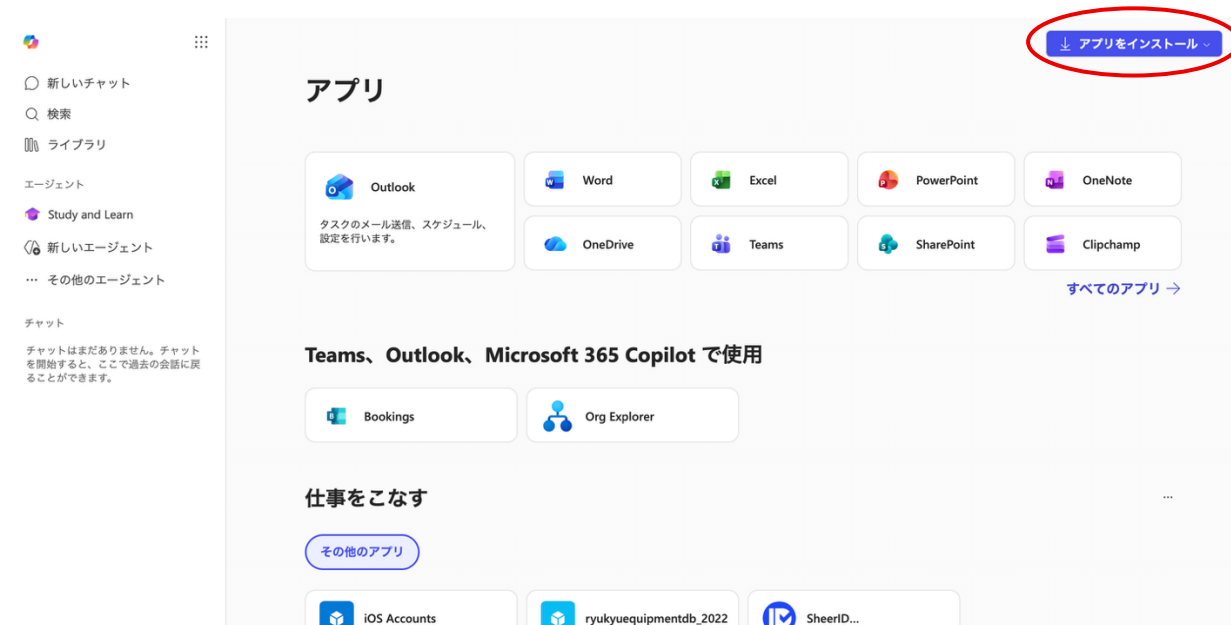 新しいチャット
検索
ライブラリ
エージェント
Study and Learn
新しいエージェント
その他のエージェント
チャット
チャットはまだありません。チャット
を開始すると、ここで過去の会話に戻
ることができます。
アプリをインストール
アプリ
Outlook
タスクのメール送信、スケジュール、
設定を行います。
Word
Excel
PowerPoint
OneNote
OneDrive
Teams
SharePoint
Clipchamp
すべてのアプリ →
Teams、Outlook、Microsoft 365 Copilot で使用
Bookings
Org Explorer
仕事をこなす
その他のアプリ
iOS Accounts
ryukyuequipmentdb_2022
SheerID...